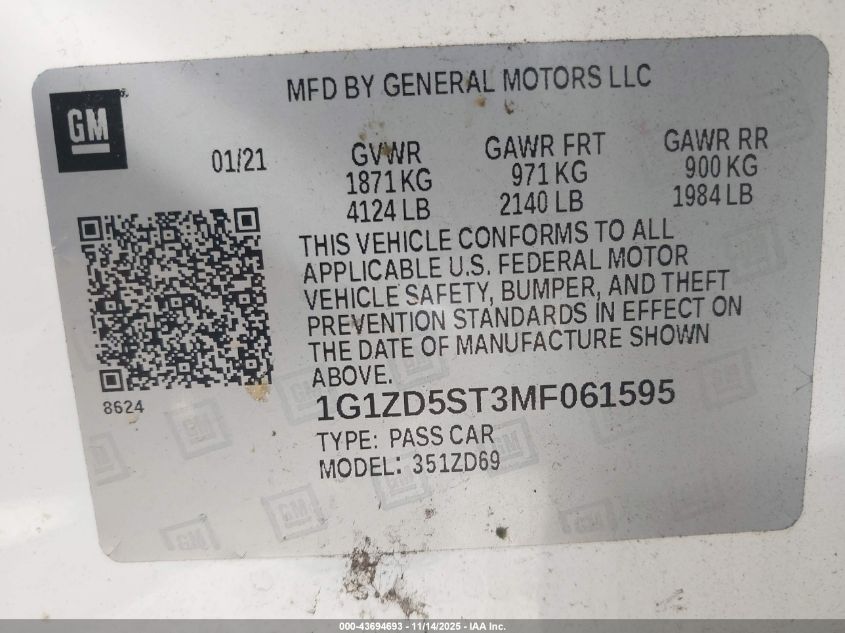 MFD BY GENERAL MOTORS LLC
GM
01/21
GVWR
1871 KG
4124 LB
GAWR FRT
971 KG
2140 LB
GAWR RR
900 KG
1984 LB
THIS VEHICLE CONFORMS TO ALL
APPLICABLE U.S. FEDERAL MOTOR
VEHICLE SAFETY, BUMPER, AND THEFT
PREVENTION STANDARDS IN EFFECT ON
THE DATE OF MANUFACTURE SHOWN
ABOVE.
8624
1G1ZD5ST3MF061595
TYPE: PASS CAR
MODEL: 351ZD69
000-43694693 - 11/14/2025 - IAA Inc.